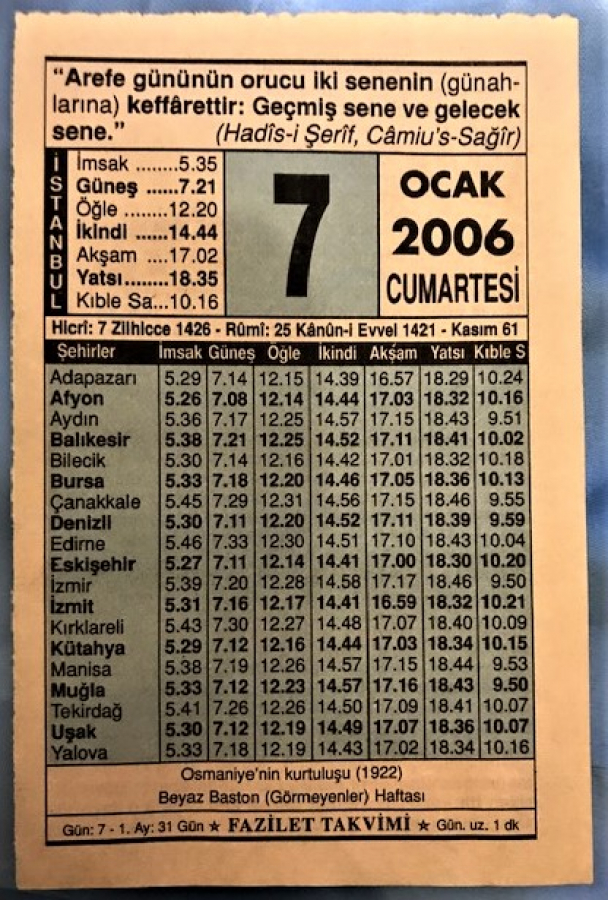 “Arefe gününün orucu iki senenin (günah-
larına) keffârettir: Geçmiş sene ve gelecek
sene.” (Hadîs-i Şerîf, Câmiu's-Sağîr)
İSTANBUL
İmsak ........5.35
Güneş ......7.21
Öğle ........12.20
İkindi ......14.44
Akşam ....17.02
Yatsı........18.35
Kıble Sa...10.16
7
OCAK
2006
CUMARTESİ
Hicrî: 7 Zilhicce 1426 - Rûmî: 25 Kânûn-i Evvel 1421 - Kasım 61
Şehirler İmsak Güneş Öğle İkindi Akşam Yatsı Kıble S
Adapazarı 5.29 7.14 12.15 14.39 16.57 18.29 10.24
Afyon 5.26 7.08 12.14 14.44 17.03 18.32 10.16
Aydın 5.36 7.17 12.25 14.57 17.15 18.43 9.51
Balıkesir 5.38 7.21 12.25 14.52 17.11 18.41 10.02
Bilecik 5.30 7.14 12.16 14.42 17.01 18.32 10.18
Bursa 5.33 7.18 12.20 14.46 17.05 18.36 10.13
Çanakkale 5.45 7.29 12.31 14.56 17.15 18.46 9.55
Denizli 5.30 7.11 12.20 14.52 17.11 18.39 9.59
Edirne 5.46 7.33 12.30 14.51 17.10 18.43 10.04
Eskişehir 5.27 7.11 12.14 14.41 17.00 18.30 10.20
İzmir 5.39 7.20 12.28 14.58 17.17 18.46 9.50
İzmit 5.31 7.16 12.17 14.41 16.59 18.32 10.21
Kırklareli 5.43 7.30 12.27 14.48 17.07 18.40 10.09
Kütahya 5.29 7.12 12.16 14.44 17.03 18.34 10.15
Manisa 5.38 7.19 12.26 14.57 17.15 18.44 9.53
Muğla 5.33 7.12 12.23 14.57 17.16 18.43 9.50
Tekirdağ 5.41 7.26 12.26 14.50 17.09 18.41 10.07
Uşak 5.30 7.12 12.19 14.49 17.07 18.36 10.07
Yalova 5.33 7.18 12.19 14.43 17.02 18.34 10.16
Osmaniye'nin kurtuluşu (1922)
Beyaz Baston (Görmeyenler) Haftası
Gün: 7 - 1. Ay: 31 Gün ★ FAZİLET TAKVİMİ ★ Gün. uz. 1 dk